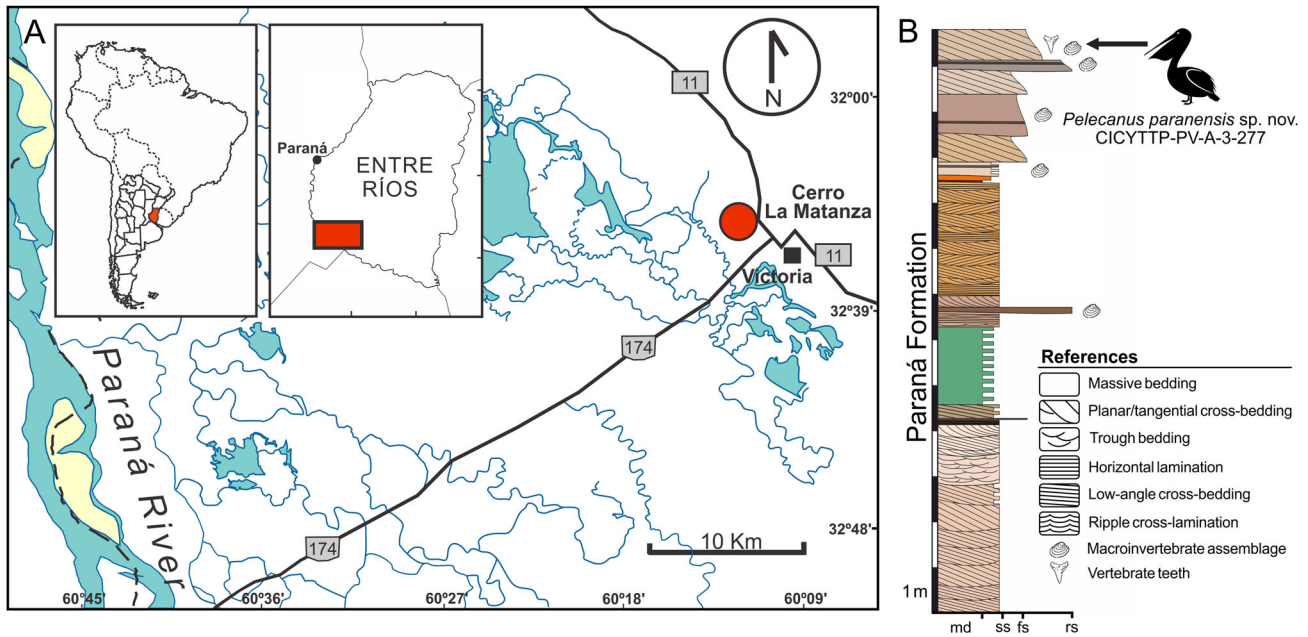 A
Paraná
ENTRE
RÍOS
11
N
32°00'
Cerro
La Matanza
11
Victoria
32°39'
174
Paraná River
32°48'
10 Km
174
60°45'
60°36'
60°27'
60°18'
60°09'
B
Pelecanus paranensis sp. nov.
CICYTTP-PV-A-3-277
Paraná Formation
References
Massive bedding
Planar/tangential cross-bedding
Trough bedding
Horizontal lamination
Low-angle cross-bedding
Ripple cross-lamination
Macroinvertebrate assemblage
Vertebrate teeth
1m
md
ss
fs
rs